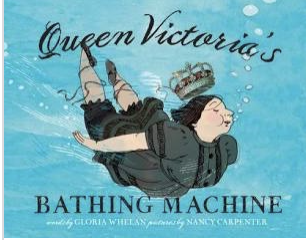 Queen Victoria's
BATHING MACHINE
words by GLORIA WHELAN pictures by NANCY CARPENTER